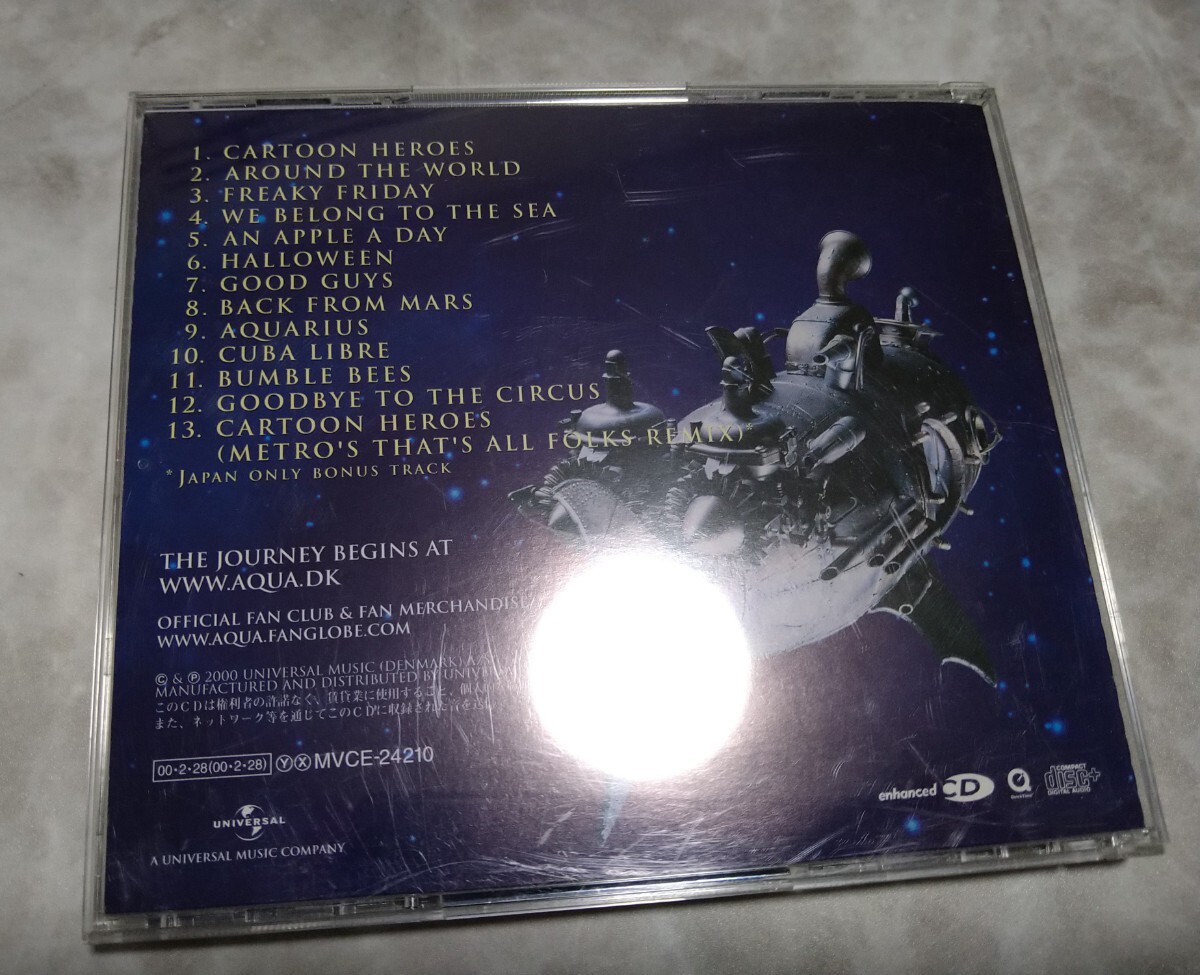 1. CARTOON HEROES
2. AROUND THE WORLD
3. FREAKY FRIDAY
4. WE BELONG TO THE SEA
5. AN APPLE A DAY
6. HALLOWEEN
7. GOOD GUYS
8. BACK FROM MARS
9. AQUARIUS
10. CUBA LIBRE
11. BUMBLE BEES
12. GOODBYE TO THE CIRCUS
13. CARTOON HEROES
(METRO'S THAT'S ALL FOLKS REMIX)*
*JAPAN ONLY BONUS TRACK
THE JOURNEY BEGINS AT
WWW.AQUA.DK
OFFICIAL FAN CLUB & FAN MERCHANDISE
WWW.AQUA.FANGLOBE.COM
© & ℗ 2000 UNIVERSAL MUSIC (DENMARK)
MANUFACTURED AND DISTRIBUTED BY
このCDは権利者の許諾なく、賃貸業に使用すること、個人
また、ネットワーク等を通じてこのCDに収録された音を
00・2・28(00・2・28) Ⓨ Ⓧ MVCE-24210
enhanced CD
COMPACT
disc+
DIGITAL AUDIO
UNIVERSAL
A UNIVERSAL MUSIC COMPANY